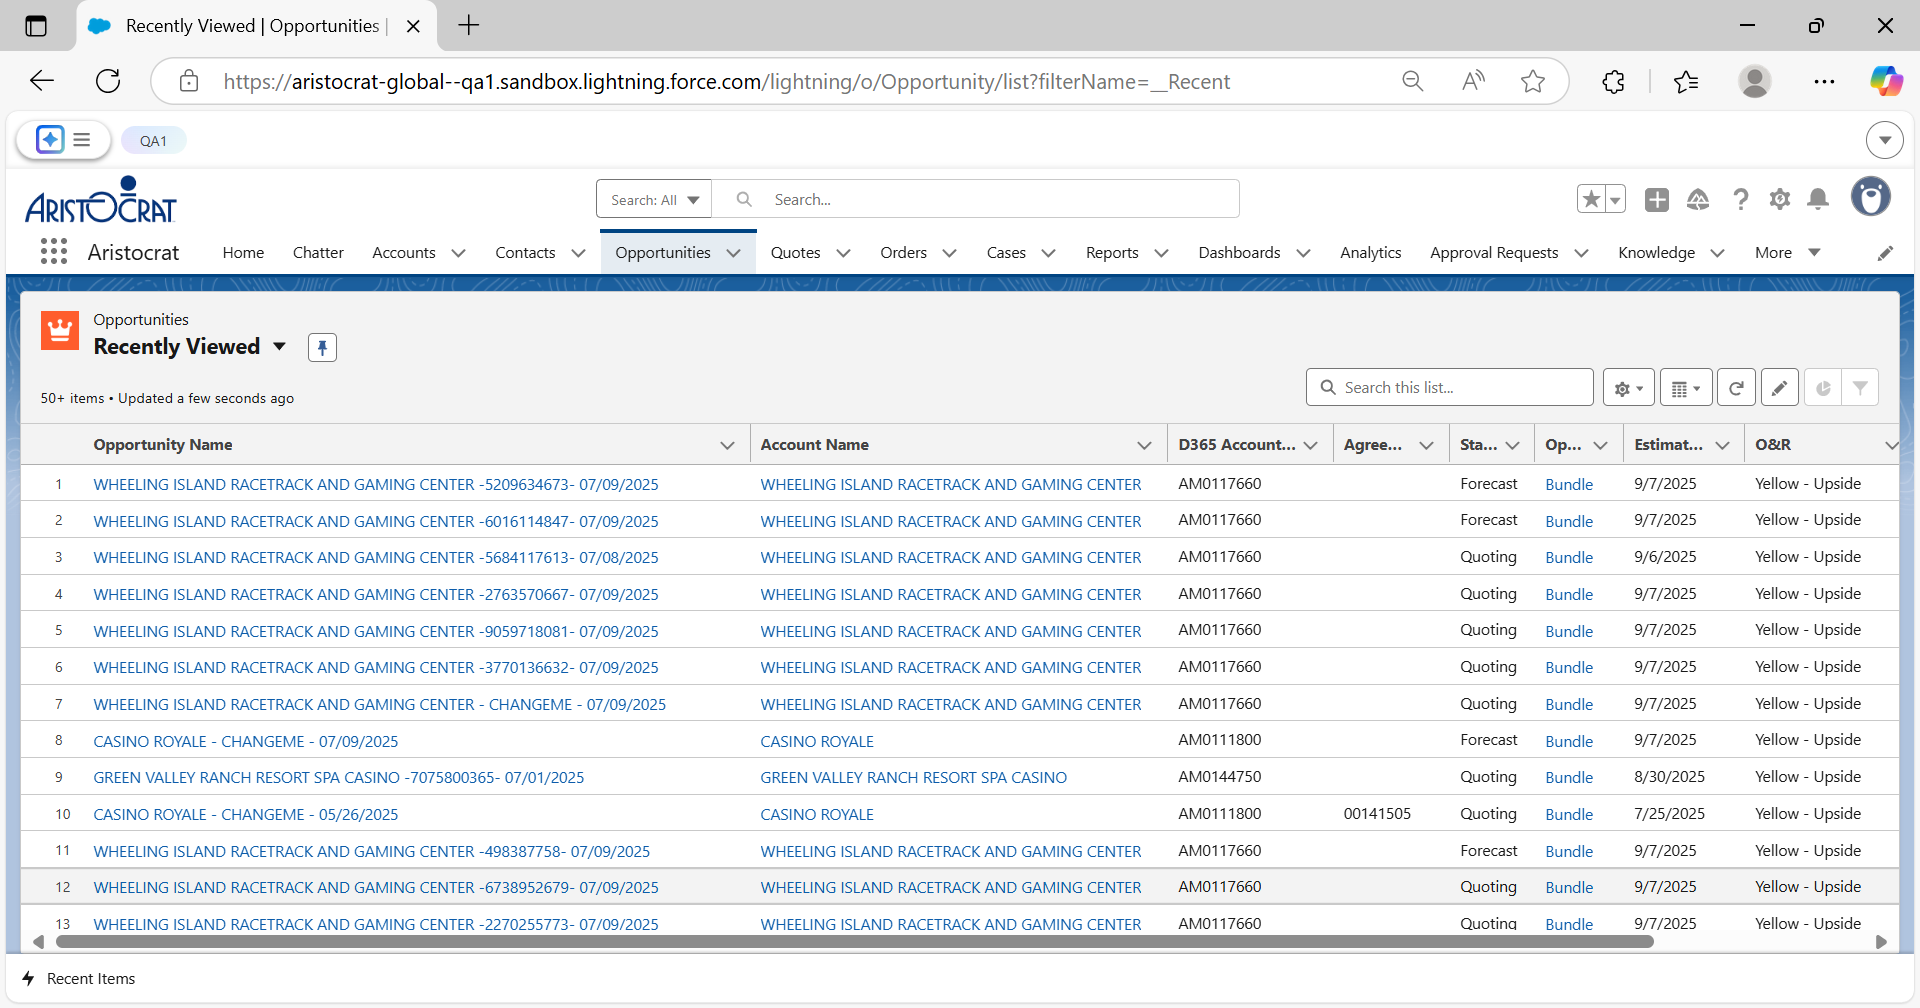 Recently Viewed | Opportunities |
https://aristocrat-global--qa1.sandbox.lightning.force.com/lightning/o/Opportunity/list?filterName=__Recent
QA1
ARISTOCRAT
Search: All Search...
Aristocrat Home Chatter Accounts Contacts Opportunities Quotes Orders Cases Reports Dashboards Analytics Approval Requests Knowledge More
Opportunities
Recently Viewed
50+ items • Updated a few seconds ago
Search this list...
Opportunity Name Account Name D365 Account... Agree... Sta... Op... Estimat... O&R
1 WHEELING ISLAND RACETRACK AND GAMING CENTER -5209634673- 07/09/2025 WHEELING ISLAND RACETRACK AND GAMING CENTER AM0117660 Forecast Bundle 9/7/2025 Yellow - Upside
2 WHEELING ISLAND RACETRACK AND GAMING CENTER -6016114847- 07/09/2025 WHEELING ISLAND RACETRACK AND GAMING CENTER AM0117660 Forecast Bundle 9/7/2025 Yellow - Upside
3 WHEELING ISLAND RACETRACK AND GAMING CENTER -5684117613- 07/08/2025 WHEELING ISLAND RACETRACK AND GAMING CENTER AM0117660 Quoting Bundle 9/6/2025 Yellow - Upside
4 WHEELING ISLAND RACETRACK AND GAMING CENTER -2763570667- 07/09/2025 WHEELING ISLAND RACETRACK AND GAMING CENTER AM0117660 Quoting Bundle 9/7/2025 Yellow - Upside
5 WHEELING ISLAND RACETRACK AND GAMING CENTER -9059718081- 07/09/2025 WHEELING ISLAND RACETRACK AND GAMING CENTER AM0117660 Quoting Bundle 9/7/2025 Yellow - Upside
6 WHEELING ISLAND RACETRACK AND GAMING CENTER -3770136632- 07/09/2025 WHEELING ISLAND RACETRACK AND GAMING CENTER AM0117660 Quoting Bundle 9/7/2025 Yellow - Upside
7 WHEELING ISLAND RACETRACK AND GAMING CENTER - CHANGEME - 07/09/2025 WHEELING ISLAND RACETRACK AND GAMING CENTER AM0117660 Quoting Bundle 9/7/2025 Yellow - Upside
8 CASINO ROYALE - CHANGEME - 07/09/2025 CASINO ROYALE AM0111800 Forecast Bundle 9/7/2025 Yellow - Upside
9 GREEN VALLEY RANCH RESORT SPA CASINO -7075800365- 07/01/2025 GREEN VALLEY RANCH RESORT SPA CASINO AM0144750 Quoting Bundle 8/30/2025 Yellow - Upside
10 CASINO ROYALE - CHANGEME - 05/26/2025 CASINO ROYALE AM0111800 00141505 Quoting Bundle 7/25/2025 Yellow - Upside
11 WHEELING ISLAND RACETRACK AND GAMING CENTER -498387758- 07/09/2025 WHEELING ISLAND RACETRACK AND GAMING CENTER AM0117660 Forecast Bundle 9/7/2025 Yellow - Upside
12 WHEELING ISLAND RACETRACK AND GAMING CENTER -6738952679- 07/09/2025 WHEELING ISLAND RACETRACK AND GAMING CENTER AM0117660 Quoting Bundle 9/7/2025 Yellow - Upside
13 WHEELING ISLAND RACETRACK AND GAMING CENTER -2270255773- 07/09/2025 WHEELING ISLAND RACETRACK AND GAMING CENTER AM0117660 Quoting Bundle 9/7/2025 Yellow - Upside
Recent Items